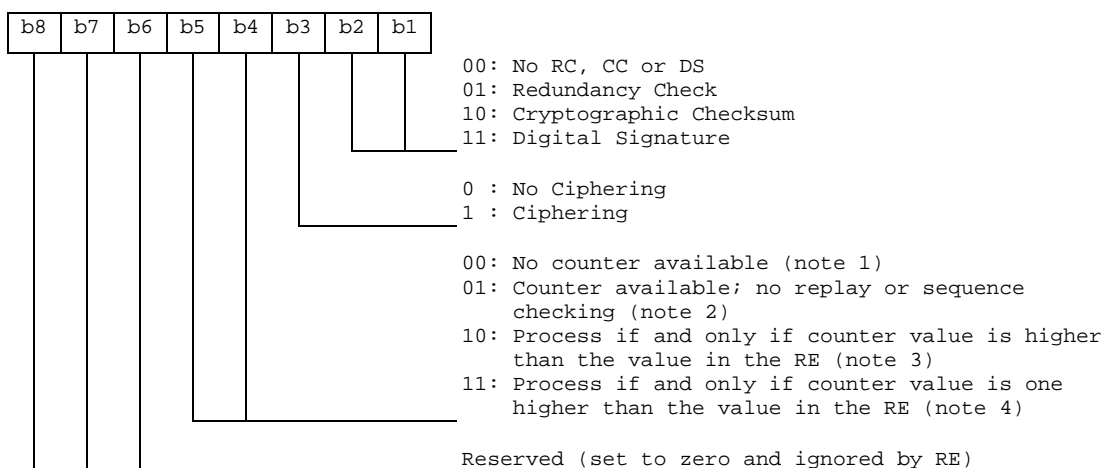 b8 b7 b6 b5 b4 b3 b2 b1
00: No RC, CC or DS
01: Redundancy Check
10: Cryptographic Checksum
11: Digital Signature
0 : No Ciphering
1 : Ciphering
00: No counter available (note 1)
01: Counter available; no replay or sequence
checking (note 2)
10: Process if and only if counter value is higher
than the value in the RE (note 3)
11: Process if and only if counter value is one
higher than the value in the RE (note 4)
Reserved (set to zero and ignored by RE)